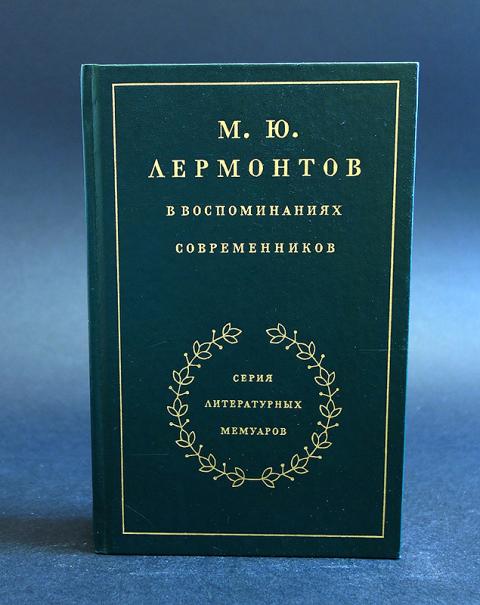 М. Ю.
ЛЕРМОНТОВ
В ВОСПОМИНАНИЯХ
СОВРЕМЕННИКОВ
СЕРИЯ
ЛИТЕРАТУРНЫХ
МЕМУАРОВ